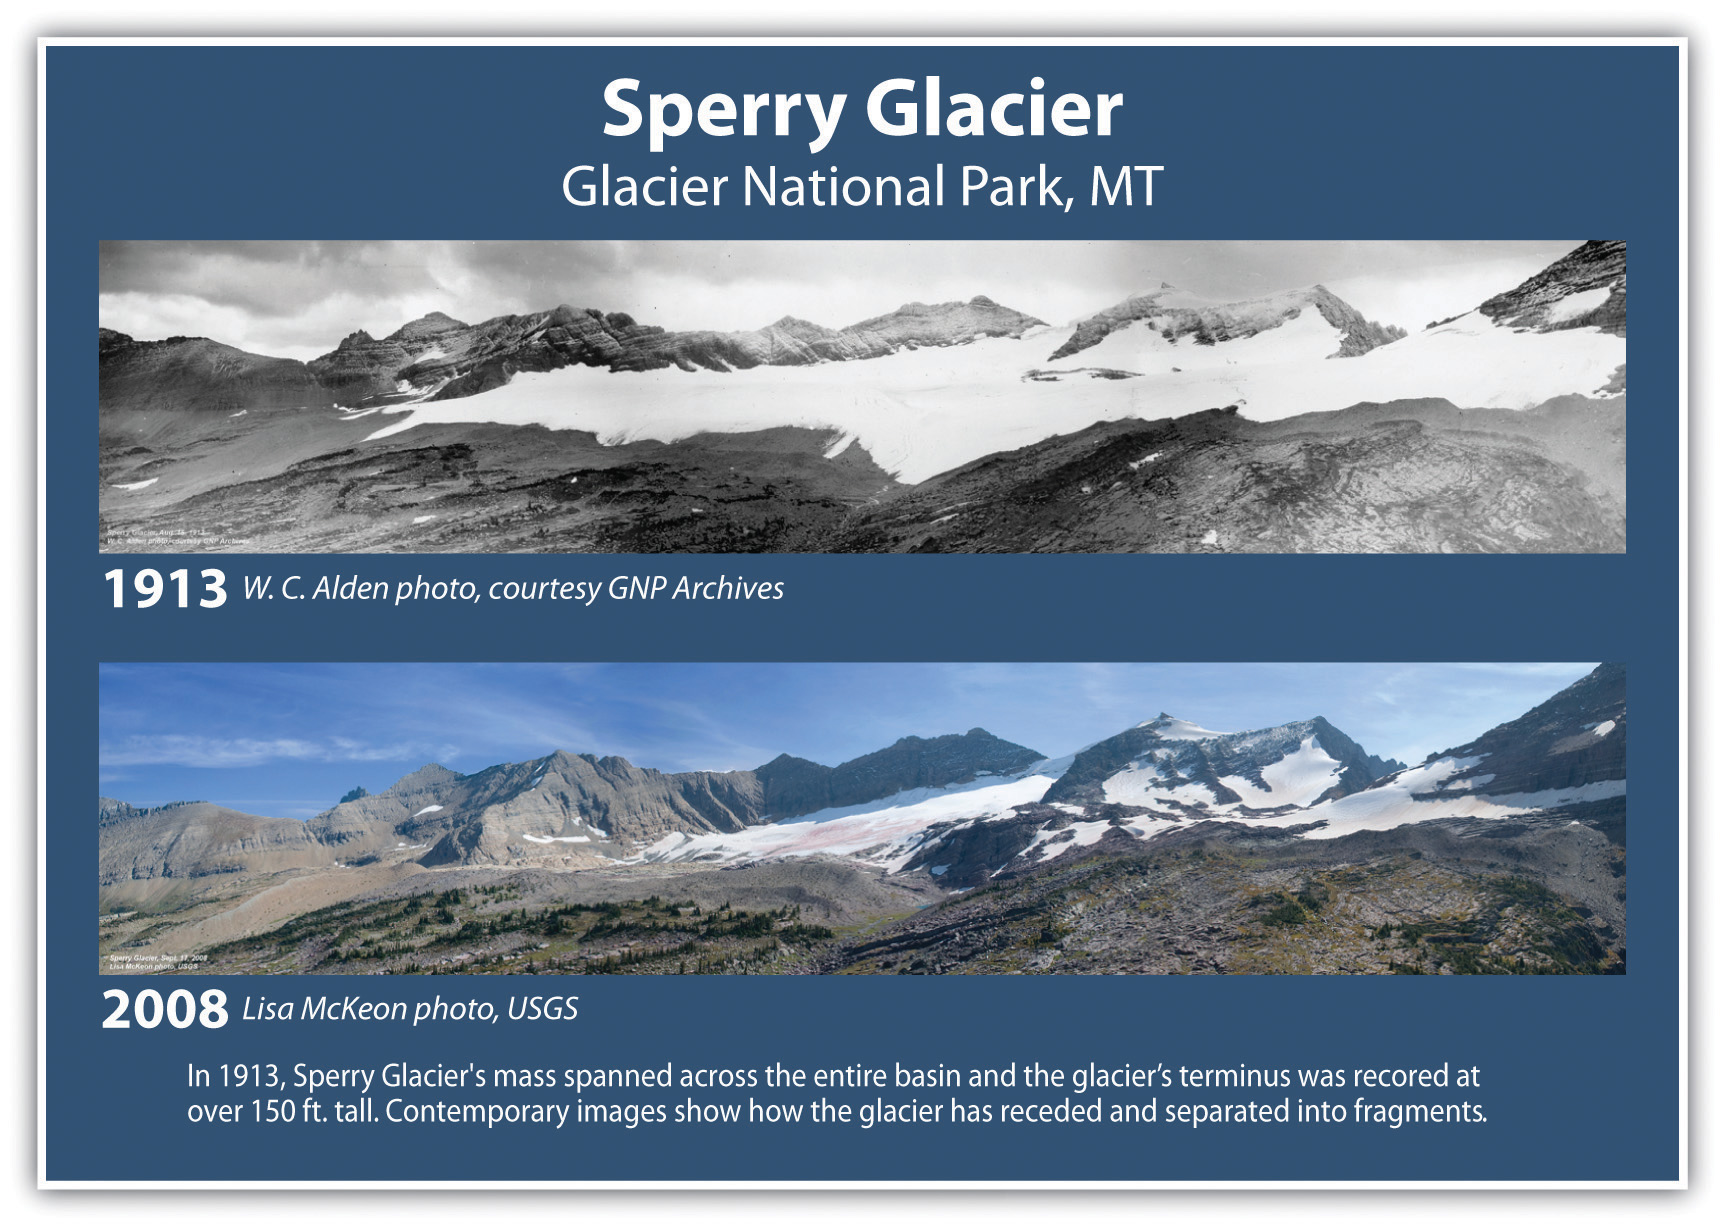 Sperry Glacier
Glacier National Park, MT
Sperry Glacier, Aug. 18, 1913
W. C. Alden photo, courtesy GNP Archives
1913 W. C. Alden photo, courtesy GNP Archives
Sperry Glacier, Sept. 17, 2008
Lisa McKeon photo, USGS
2008 Lisa McKeon photo, USGS
In 1913, Sperry Glacier's mass spanned across the entire basin and the glacier’s terminus was recored at
over 150 ft. tall. Contemporary images show how the glacier has receded and separated into fragments.